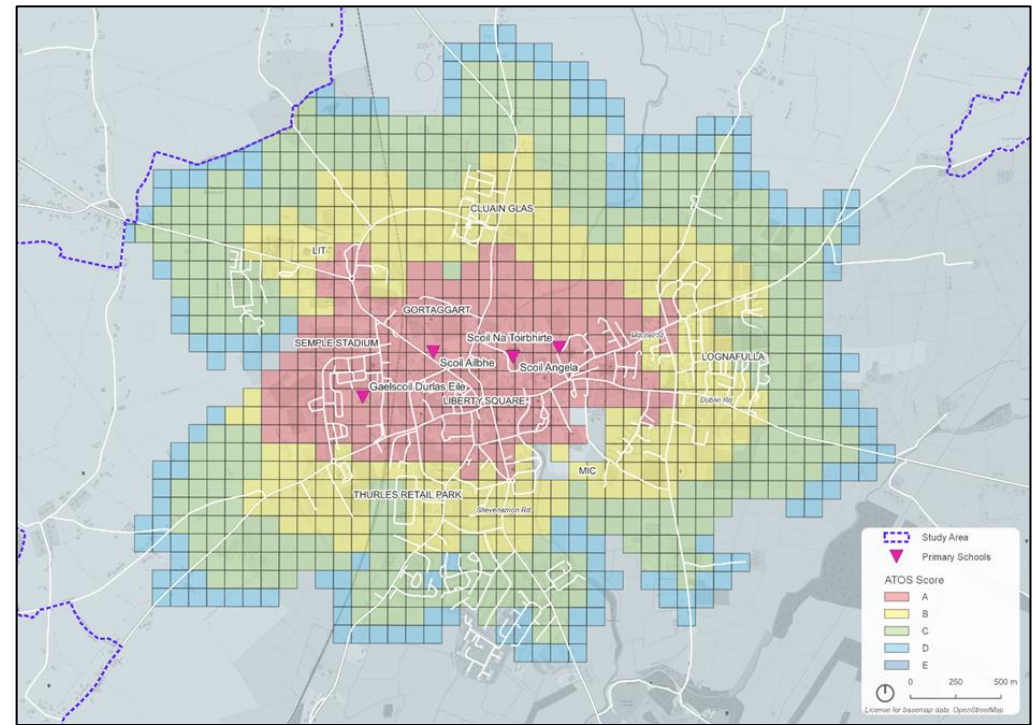 CLUAIN GLAS
LIT
GORTAGGART
Scoil Na Toirbhirte
Mitchel St
SEMPLE STADIUM
Scoil Ailbhe
Scoil Angela
LOGNAFULLA
Gaelscoil Durlas Eile
LIBERTY SQUARE
Dublin Rd
MIC
THURLES RETAIL PARK
Slievenamon Rd
Study Area
Primary Schools
ATOS Score
A
B
C
D
E
0 250 500 m
License for basemap data: OpenStreetMap